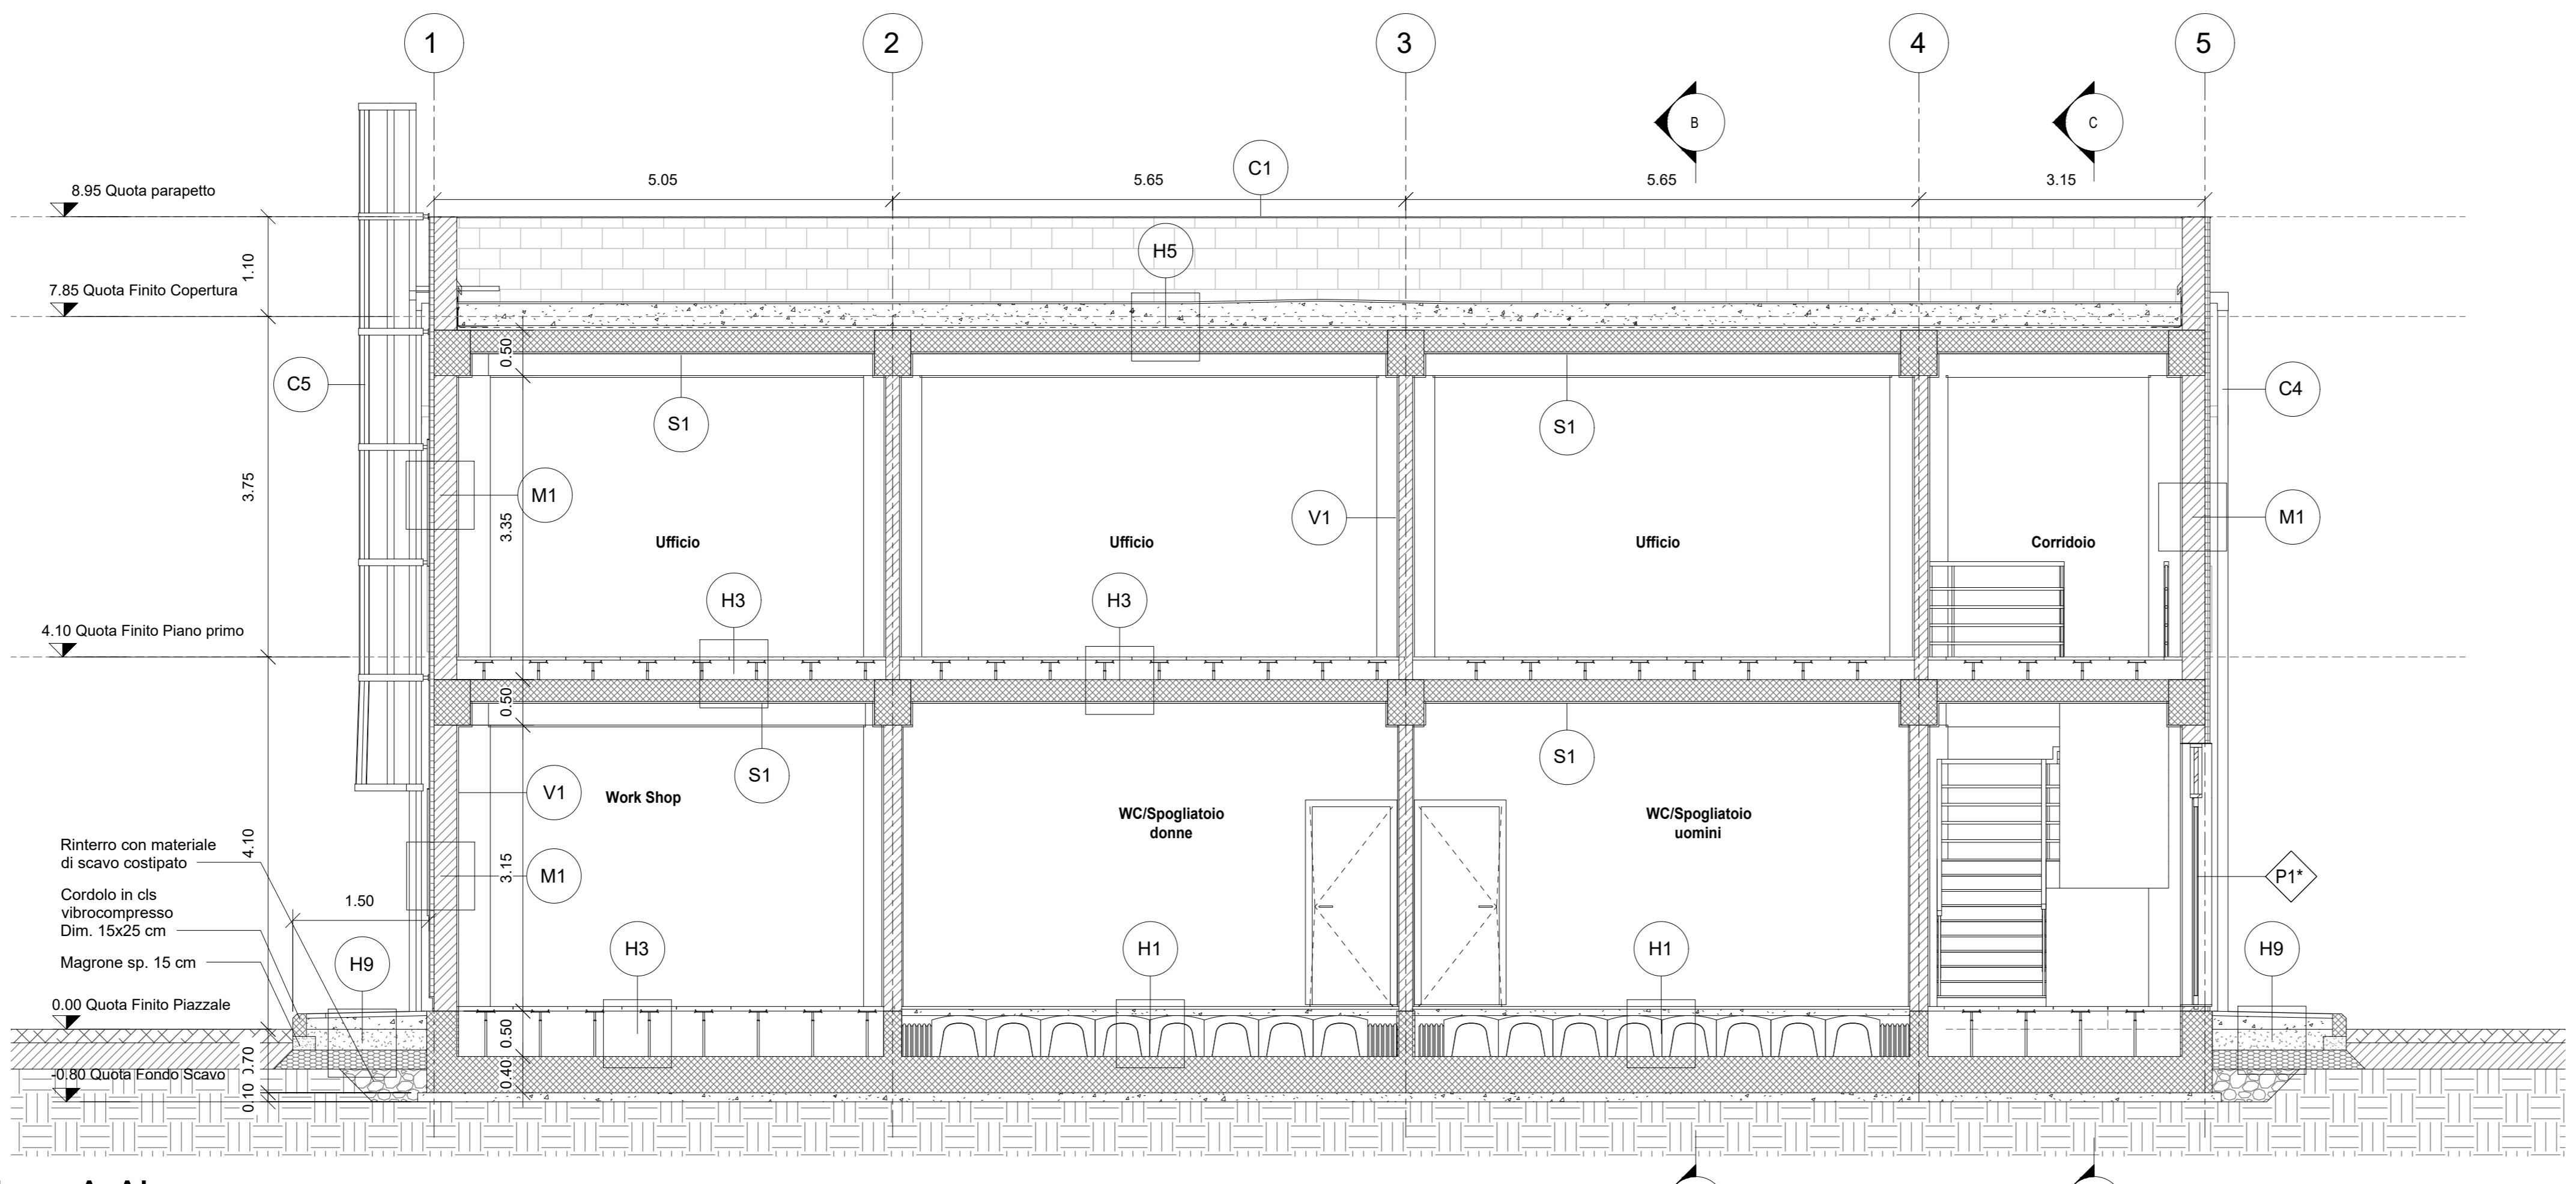 1
2
3
4
5
B
C
C1
5.05
5.65
5.65
3.15
8.95 Quota parapetto
H5
1.10
7.85 Quota Finito Copertura
0.50
C5
S1
S1
C4
3.75
M1
3.35
V1
M1
Ufficio
Ufficio
Ufficio
Corridoio
H3
H3
4.10 Quota Finito Piano primo
0.50
S1
S1
V1
Work Shop
WC/Spogliatoio
donne
WC/Spogliatoio
uomini
4.10
Rinterro con materiale
di scavo costipato
3.15
M1
P1*
Cordolo in cls
vibrocompresso
Dim. 15x25 cm
1.50
Magrone sp. 15 cm
H9
H3
H1
H1
H9
0.00 Quota Finito Piazzale
0.50
0.70
-0.80 Quota Fondo Scavo
0.40
0.10